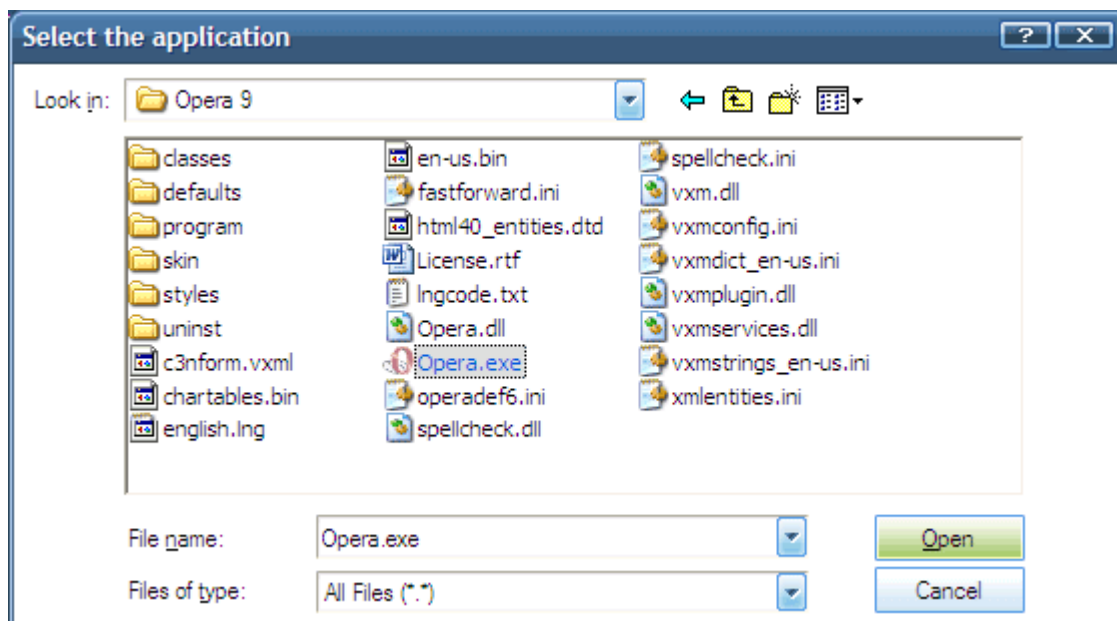 Select the application
Look in: Opera 9
classes
defaults
program
skin
styles
uninst
c3nform.vxml
chartables.bin
english.lng
en-us.bin
fastforward.ini
html40_entities.dtd
License.rtf
lngcode.txt
Opera.dll
Opera.exe
operadef6.ini
spellcheck.dll
spellcheck.ini
vxm.dll
vxmconfig.ini
vxmdict_en-us.ini
vxmplugin.dll
vxmservices.dll
vxmstrings_en-us.ini
xmlentities.ini
File name: Opera.exe Open
Files of type: All Files (*.*) Cancel